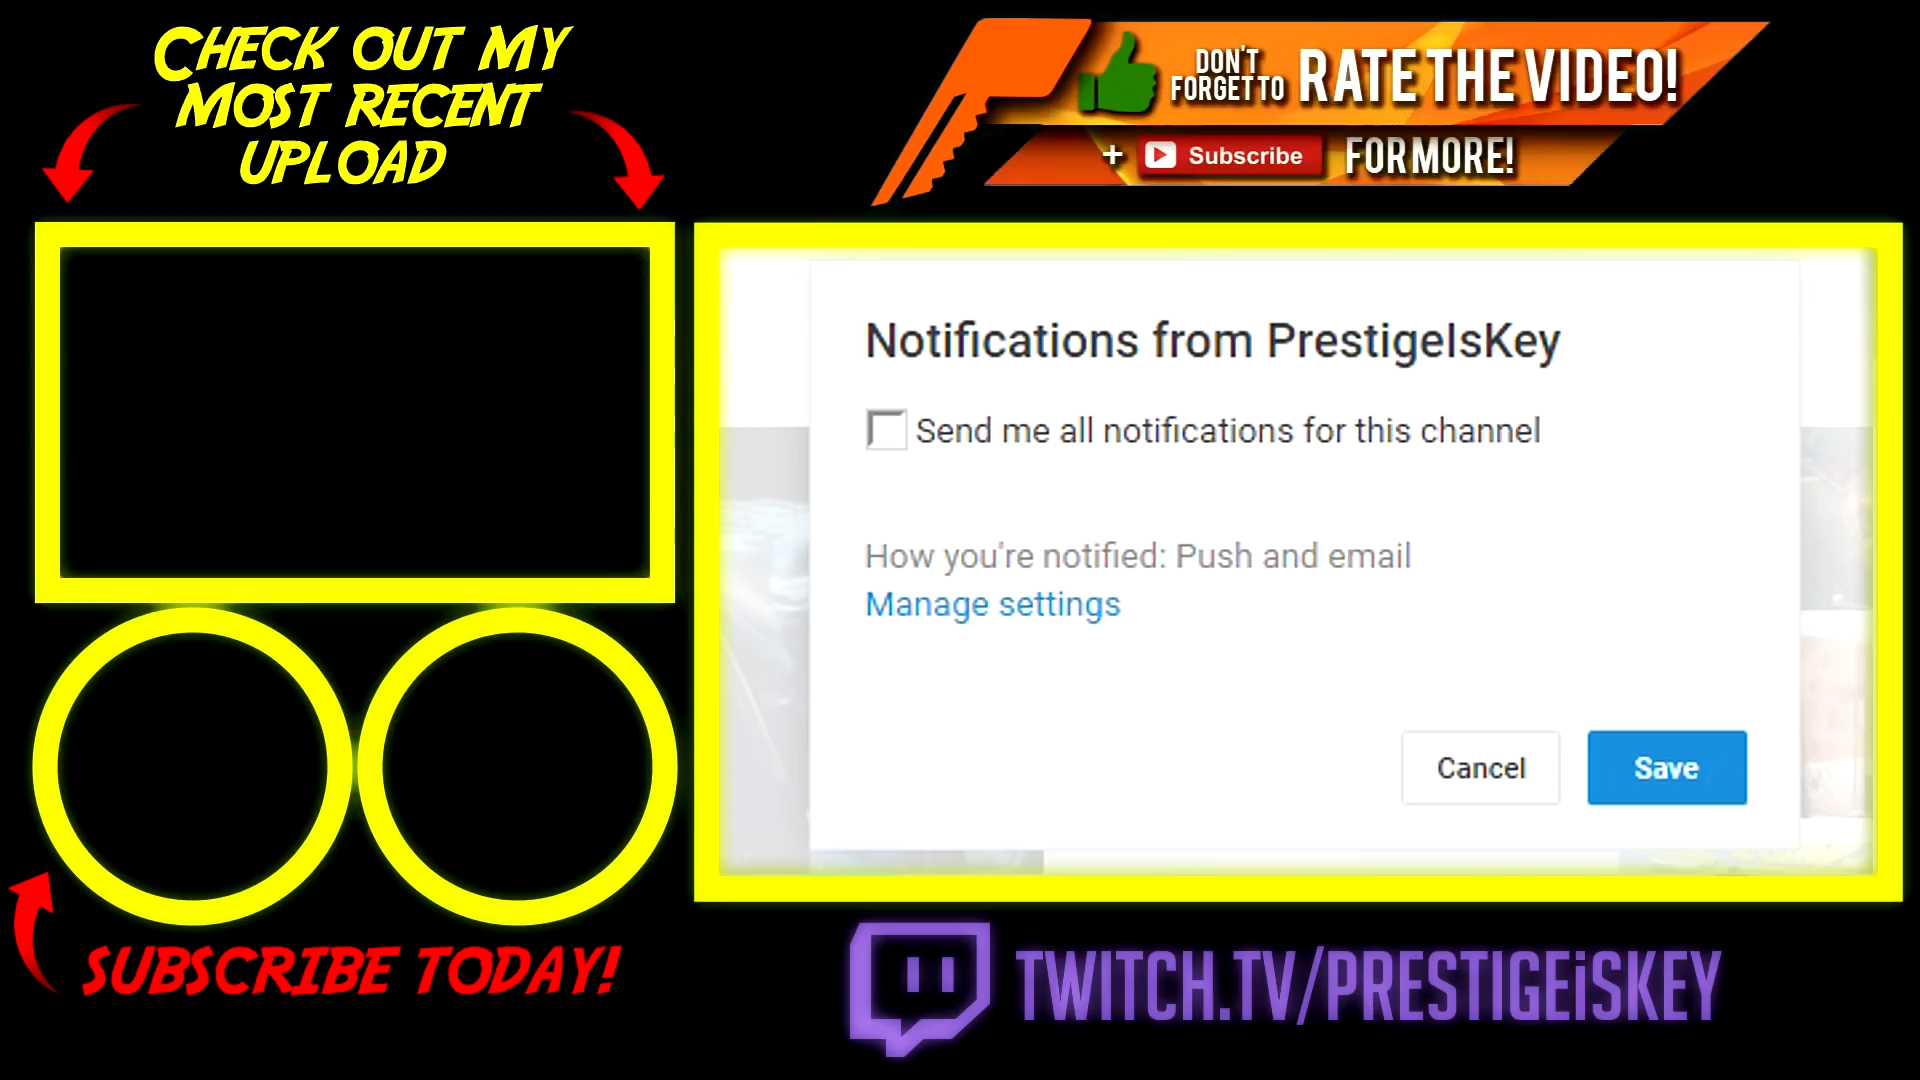 CHECK OUT MY
MOST RECENT
UPLOAD
DON'T
FORGET TO
RATE THE VIDEO!
+ Subscribe FOR MORE!
Notifications from PrestigeIsKey
Send me all notifications for this channel
How you're notified: Push and email
Manage settings
Cancel
Save
SUBSCRIBE TODAY!
TWITCH.TV/PRESTIGEiSKEY